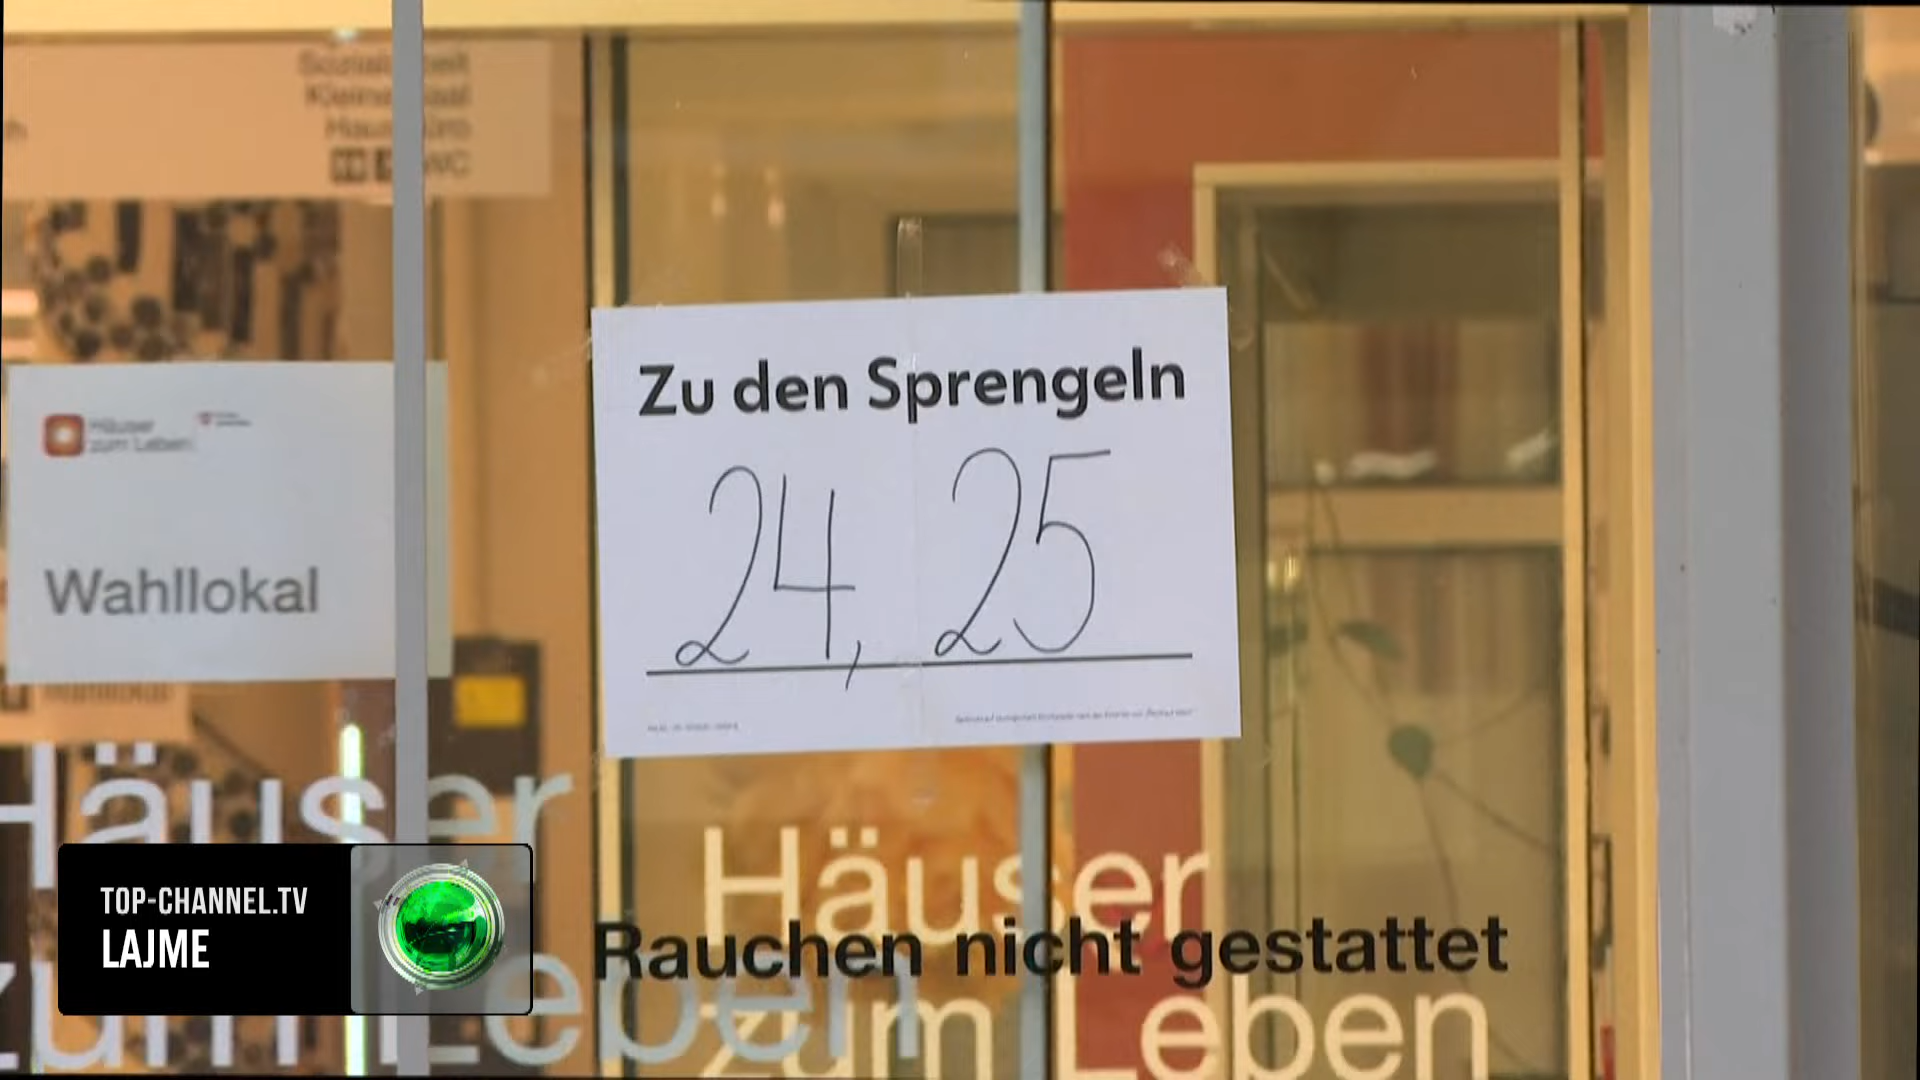 WC
Häuser
zum Leben
Wahllokal
Zu den Sprengeln
24, 25
Häuser
zum Leben
Häuser
zum Leben
Rauchen nicht gestattet
TOP-CHANNEL.TV
LAJME